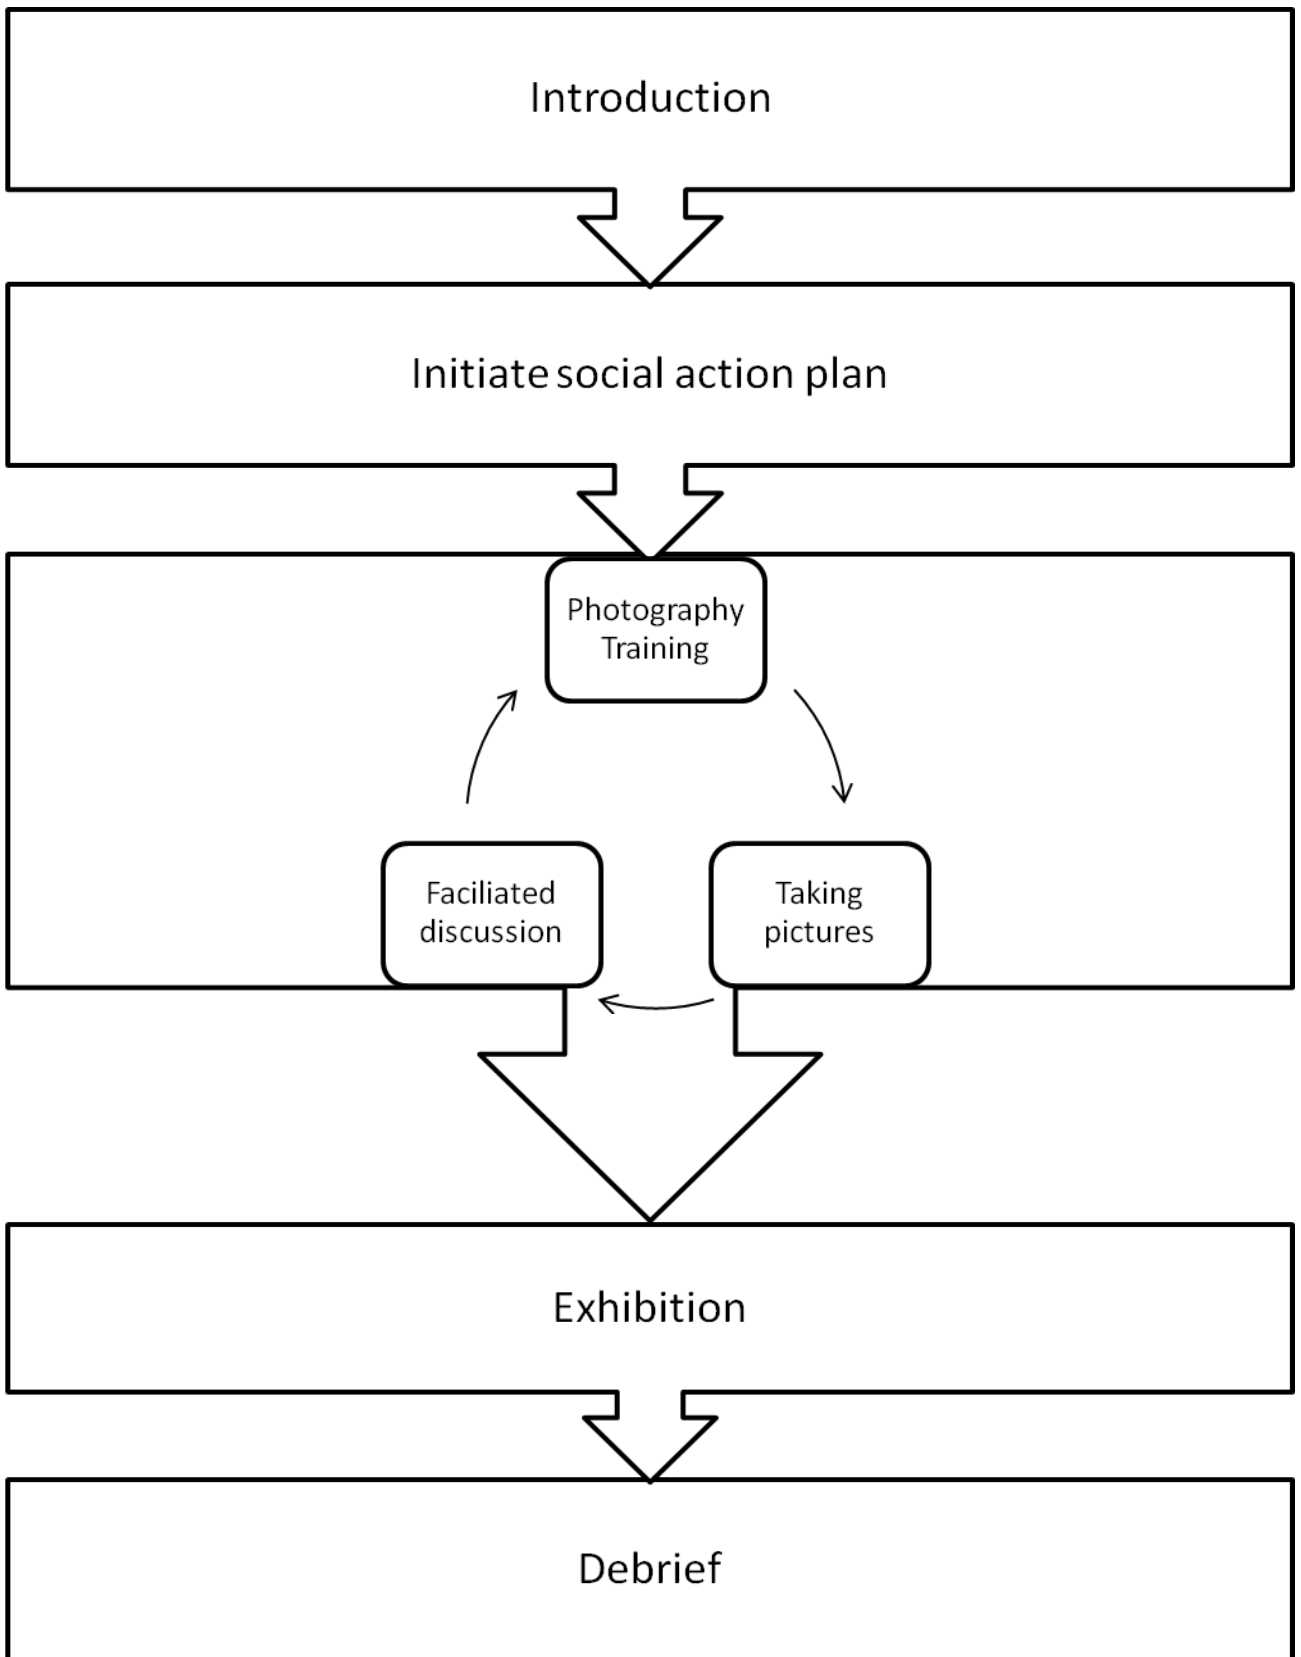 Introduction
Initiate social action plan
Photography
Training
Faciliated
discussion
Taking
pictures
Exhibition
Debrief